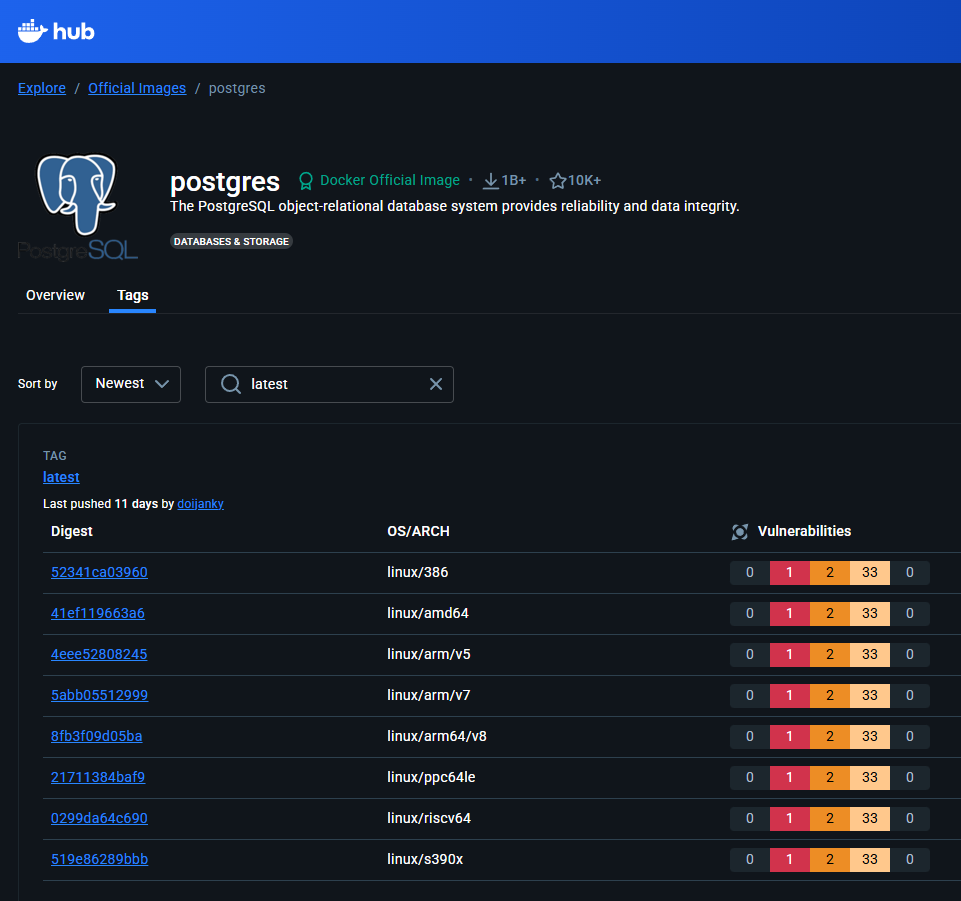 hub
Explore / Official Images / postgres
postgres Docker Official Image · 1B+ · 10K+
The PostgreSQL object-relational database system provides reliability and data integrity.
PostgreSQL
DATABASES & STORAGE
Overview Tags
Sort by Newest latest
TAG
latest
Last pushed 11 days by doijanky
Digest OS/ARCH Vulnerabilities
52341ca03960 linux/386 0 1 2 33 0
41ef119663a6 linux/amd64 0 1 2 33 0
4eee52808245 linux/arm/v5 0 1 2 33 0
5abb05512999 linux/arm/v7 0 1 2 33 0
8fb3f09d05ba linux/arm64/v8 0 1 2 33 0
21711384baf9 linux/ppc64le 0 1 2 33 0
0299da64c690 linux/riscv64 0 1 2 33 0
519e86289bbb linux/s390x 0 1 2 33 0